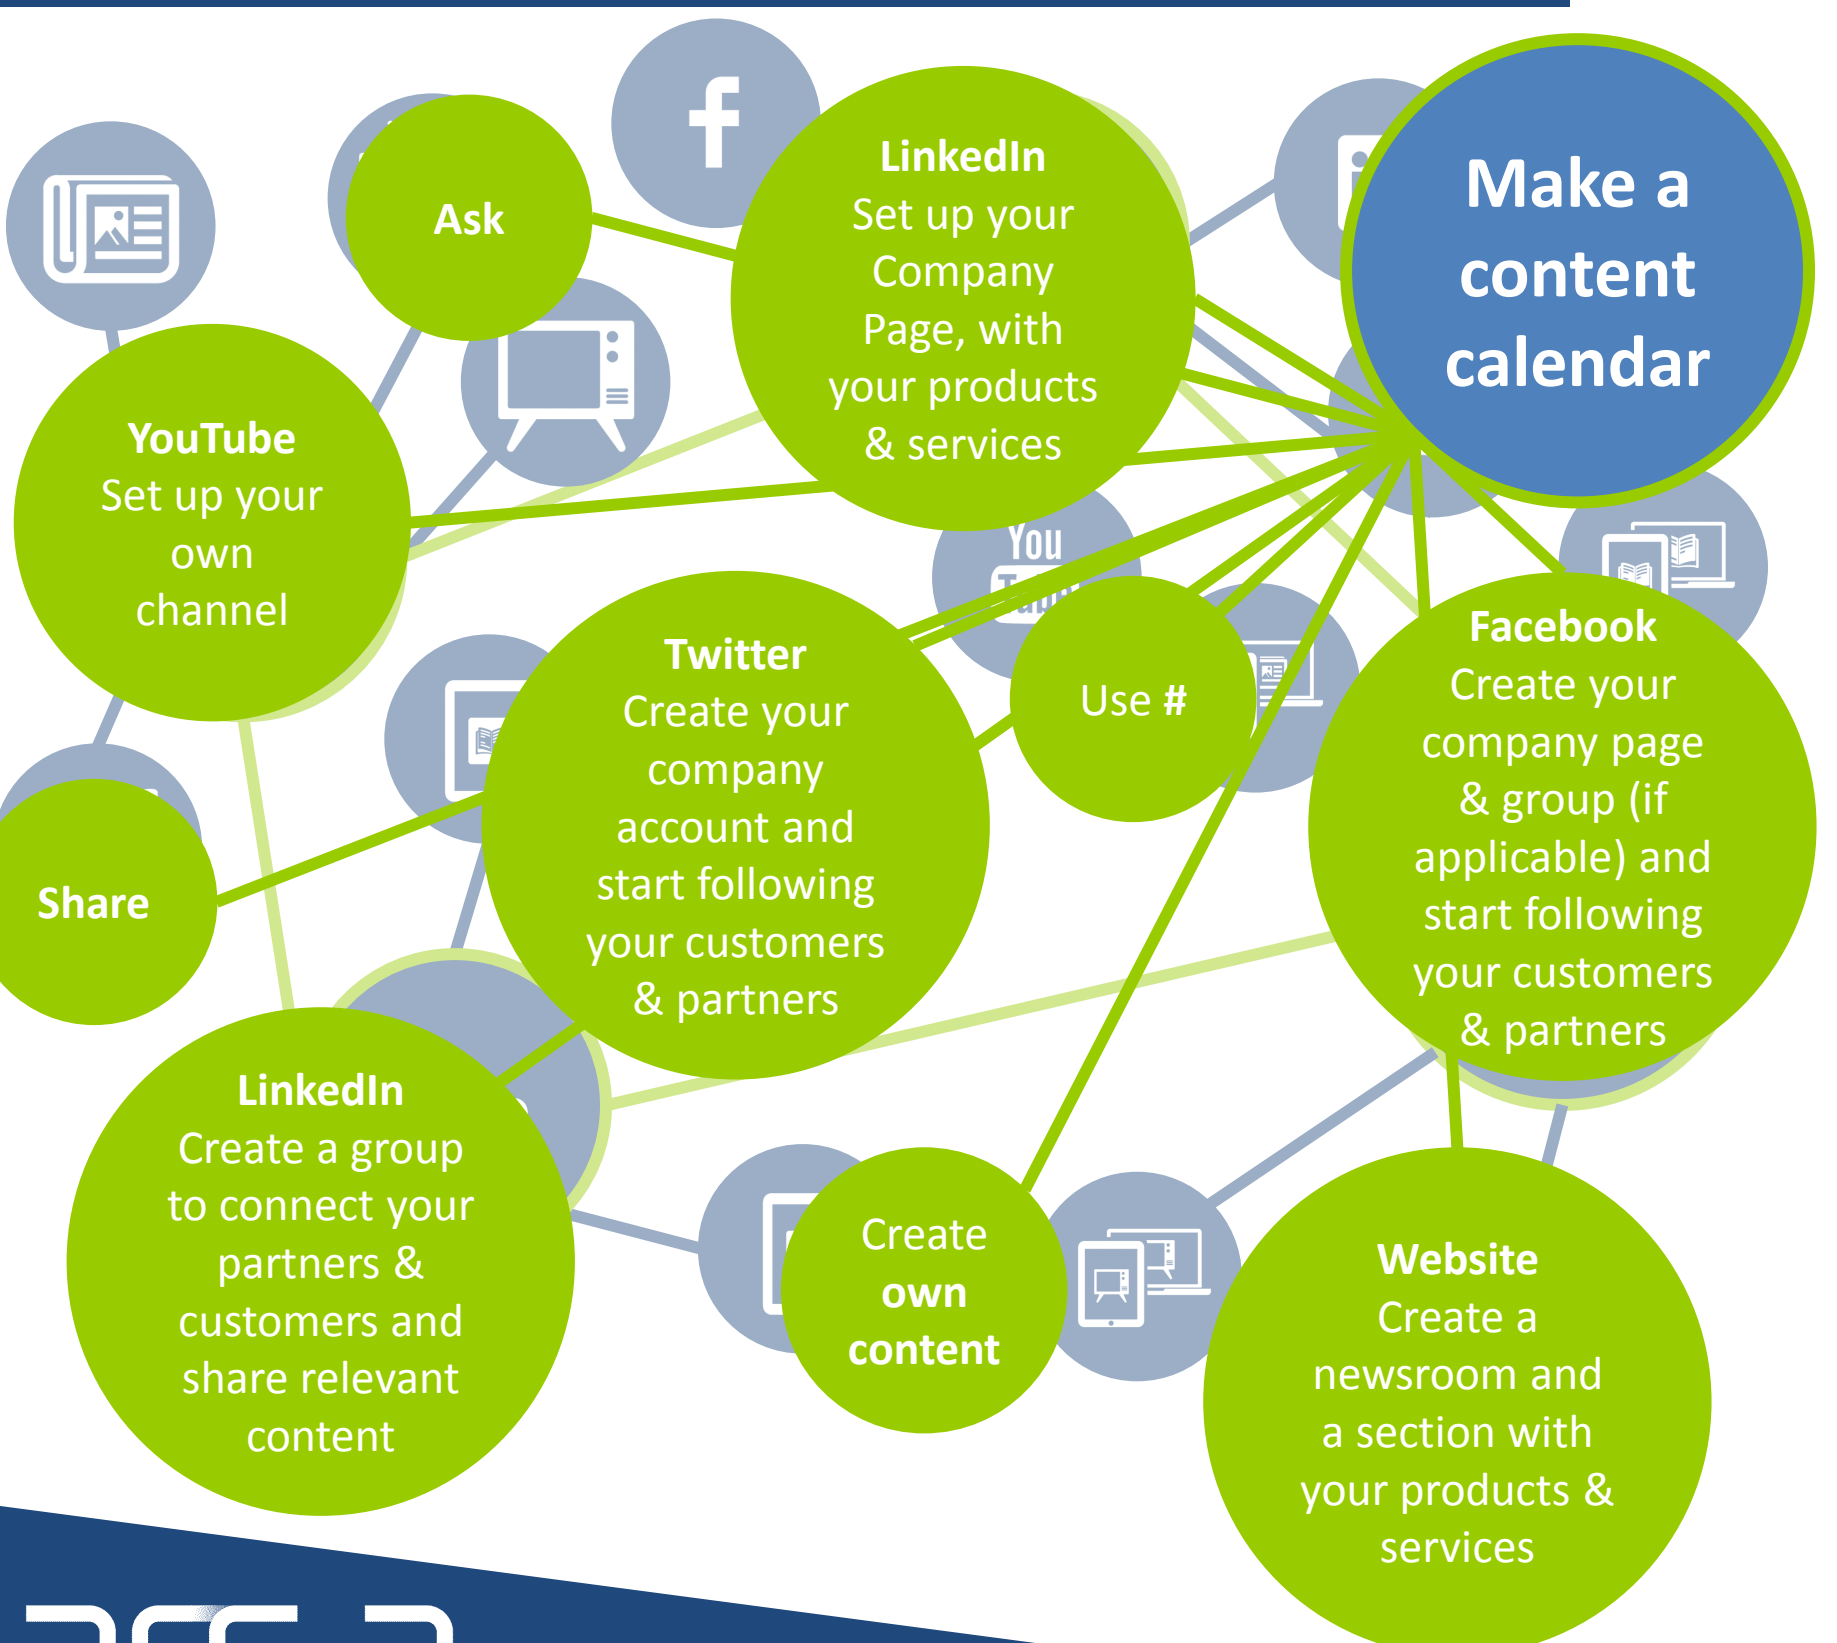 Ask
LinkedIn
Set up your
Company
Page, with
your products
& services
Make a
content
calendar
YouTube
Set up your
own
channel
You
Tube
Twitter
Create your
company
account and
start following
your customers
& partners
Use #
Facebook
Create your
company page
& group (if
applicable) and
start following
your customers
& partners
Share
LinkedIn
Create a group
to connect your
partners &
customers and
share relevant
content
Create
own
content
Website
Create a
newsroom and
a section with
your products &
services